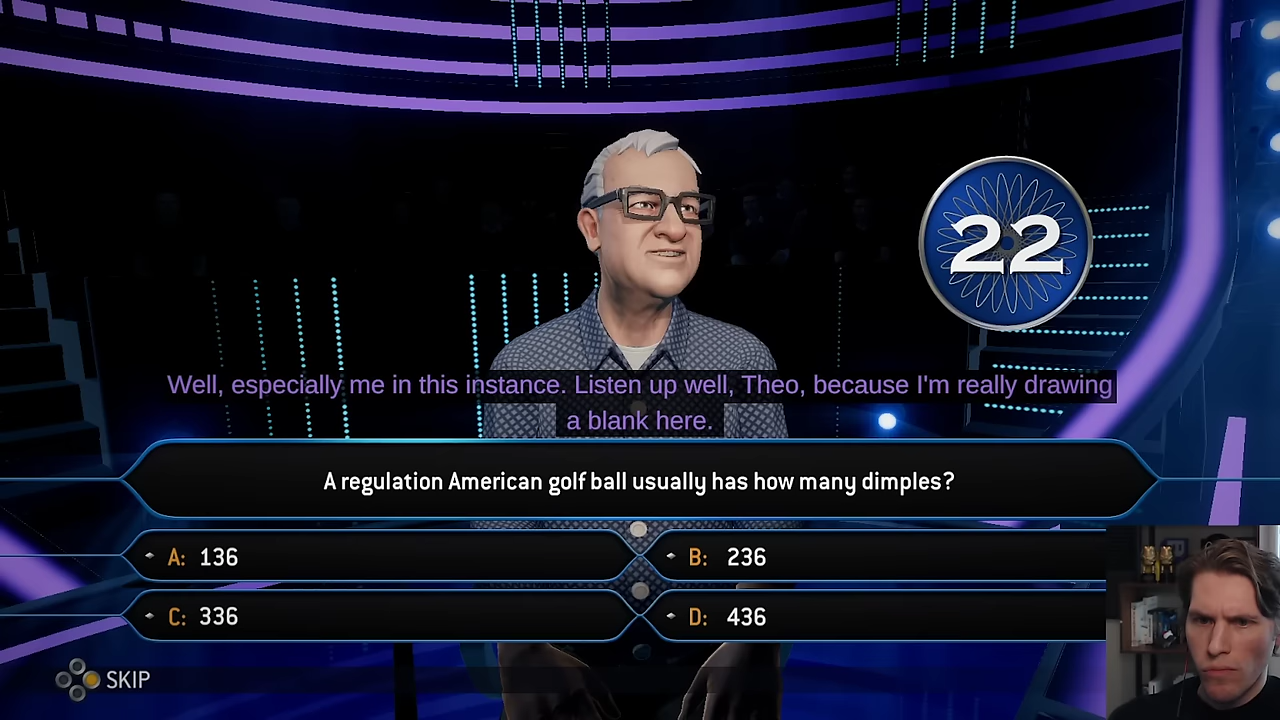 22
Well, especially me in this instance. Listen up well, Theo, because I'm really drawing
a blank here.
A regulation American golf ball usually has how many dimples?
A: 136
B: 236
C: 336
D: 436
SKIP